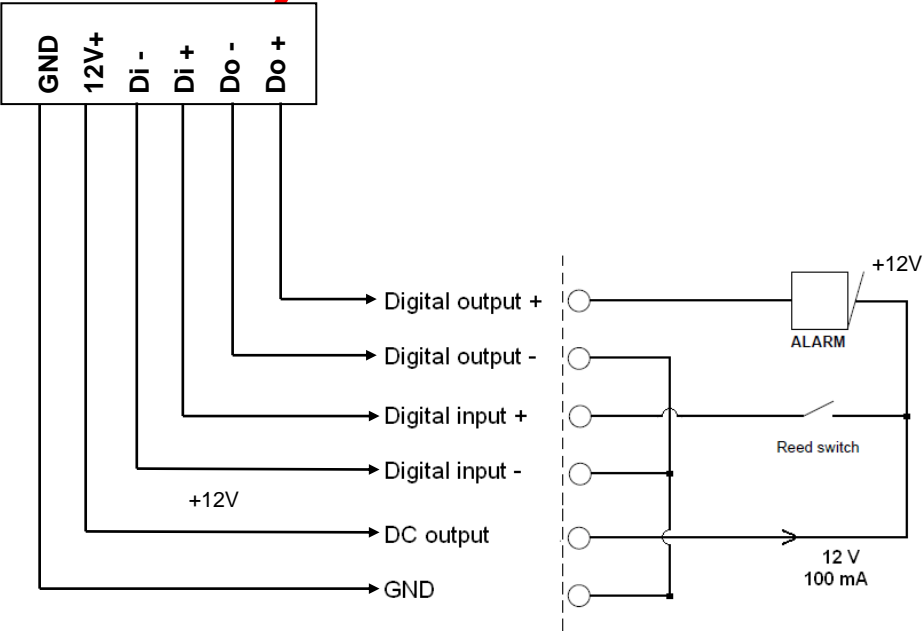 GND
12V+
Di -
Di +
Do -
Do +
+12V
Digital output +
ALARM
Digital output -
Digital input +
Reed switch
Digital input -
+12V
DC output
12 V
100 mA
GND